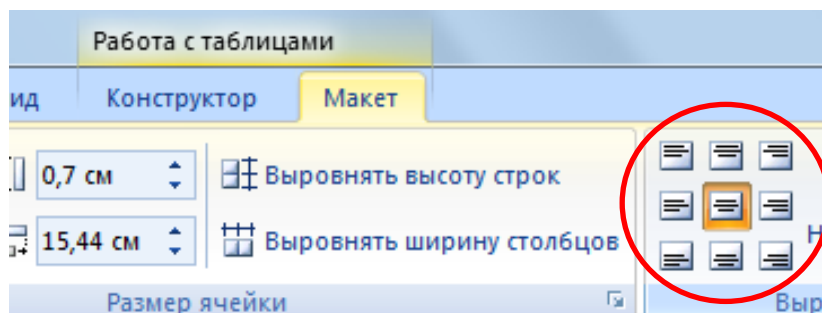 Работа с таблицами
ид Конструктор Макет
0,7 см Выровнять высоту строк
15,44 см Выровнять ширину столбцов Н
Размер ячейки Выр